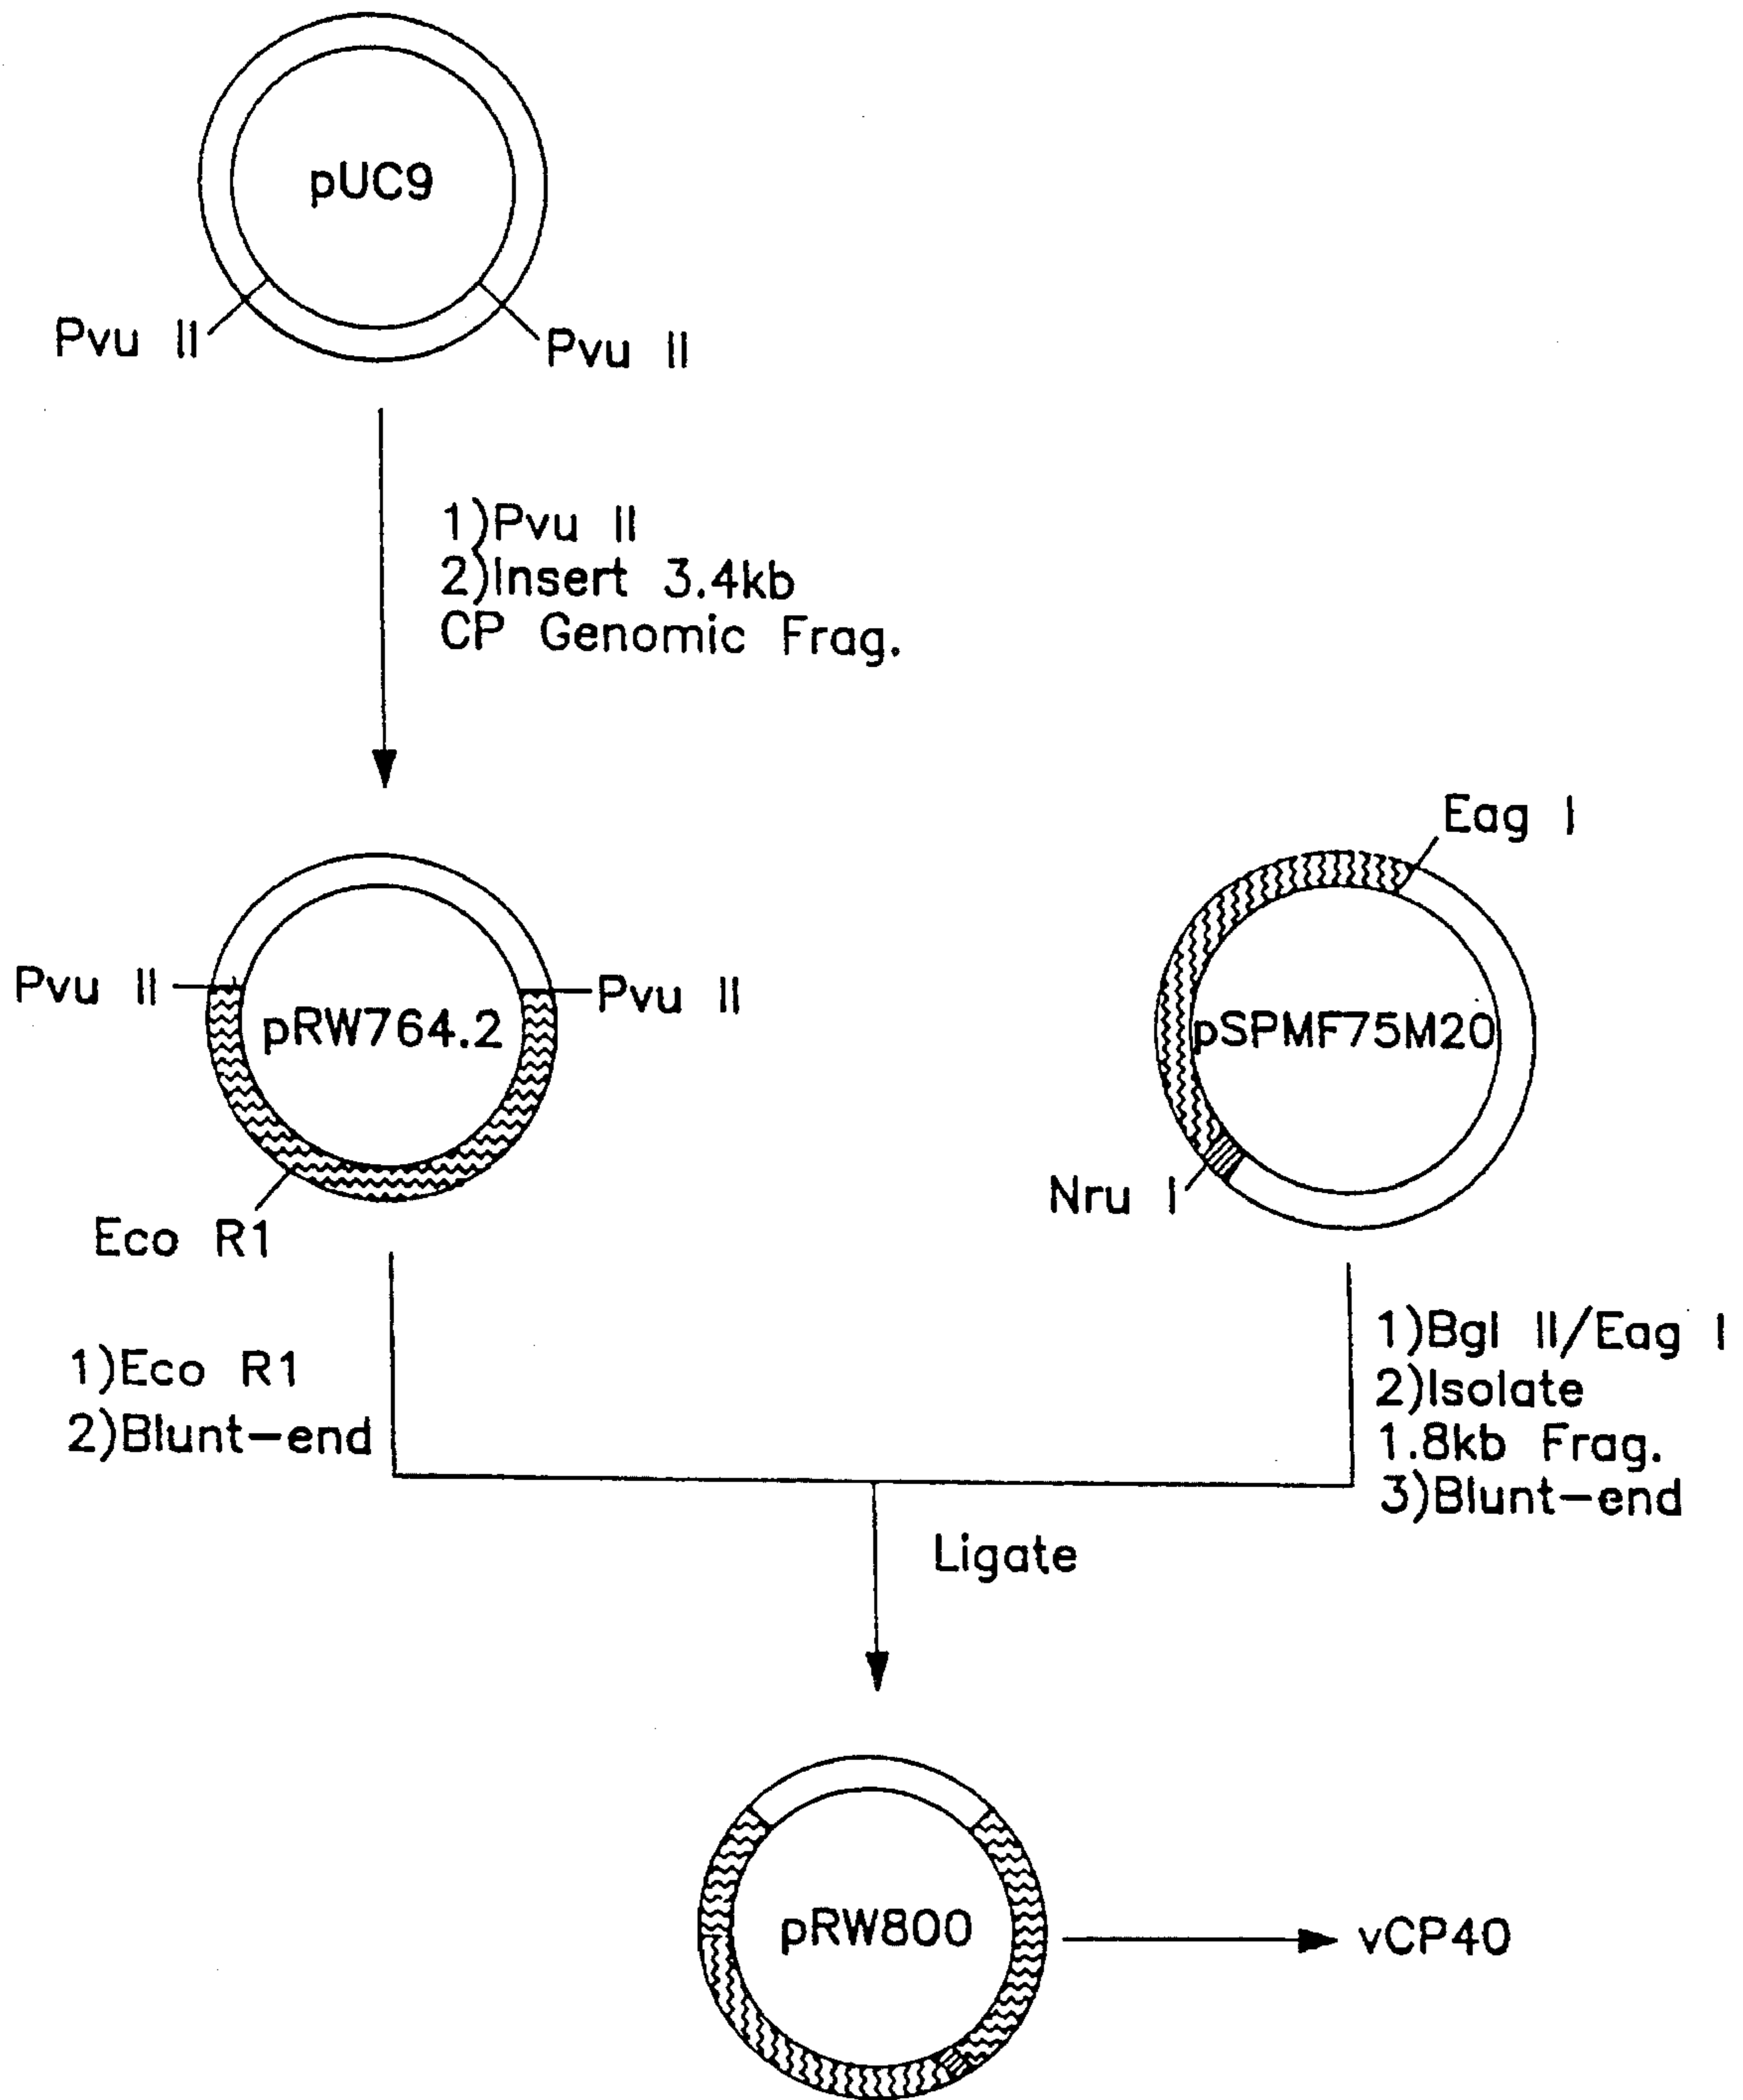 pUC9
Pvu II
Pvu II
1)Pvu II
2)Insert 3.4kb
CP Genomic Frag.
Eag I
Pvu II
Pvu II
pRW764.2
pSPMF75M20
Nru I
Eco R1
1)Eco R1
2)Blunt-end
1)Bgl II/Eag I
2)Isolate
1.8kb Frag.
3)Blunt-end
Ligate
pRW800
vCP40